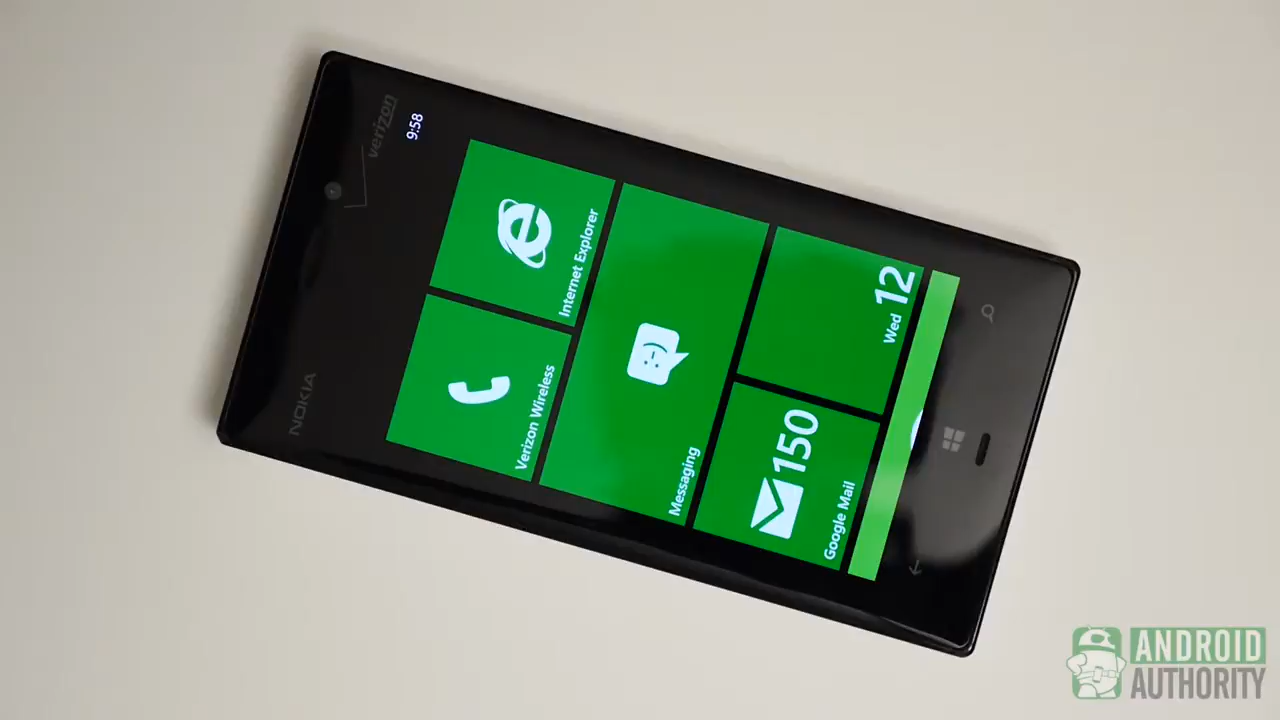 NOKIA
verizon
9:58
Verizon Wireless
Internet Explorer
Messaging
150
Google Mail
Wed 12
ANDROID
AUTHORITY